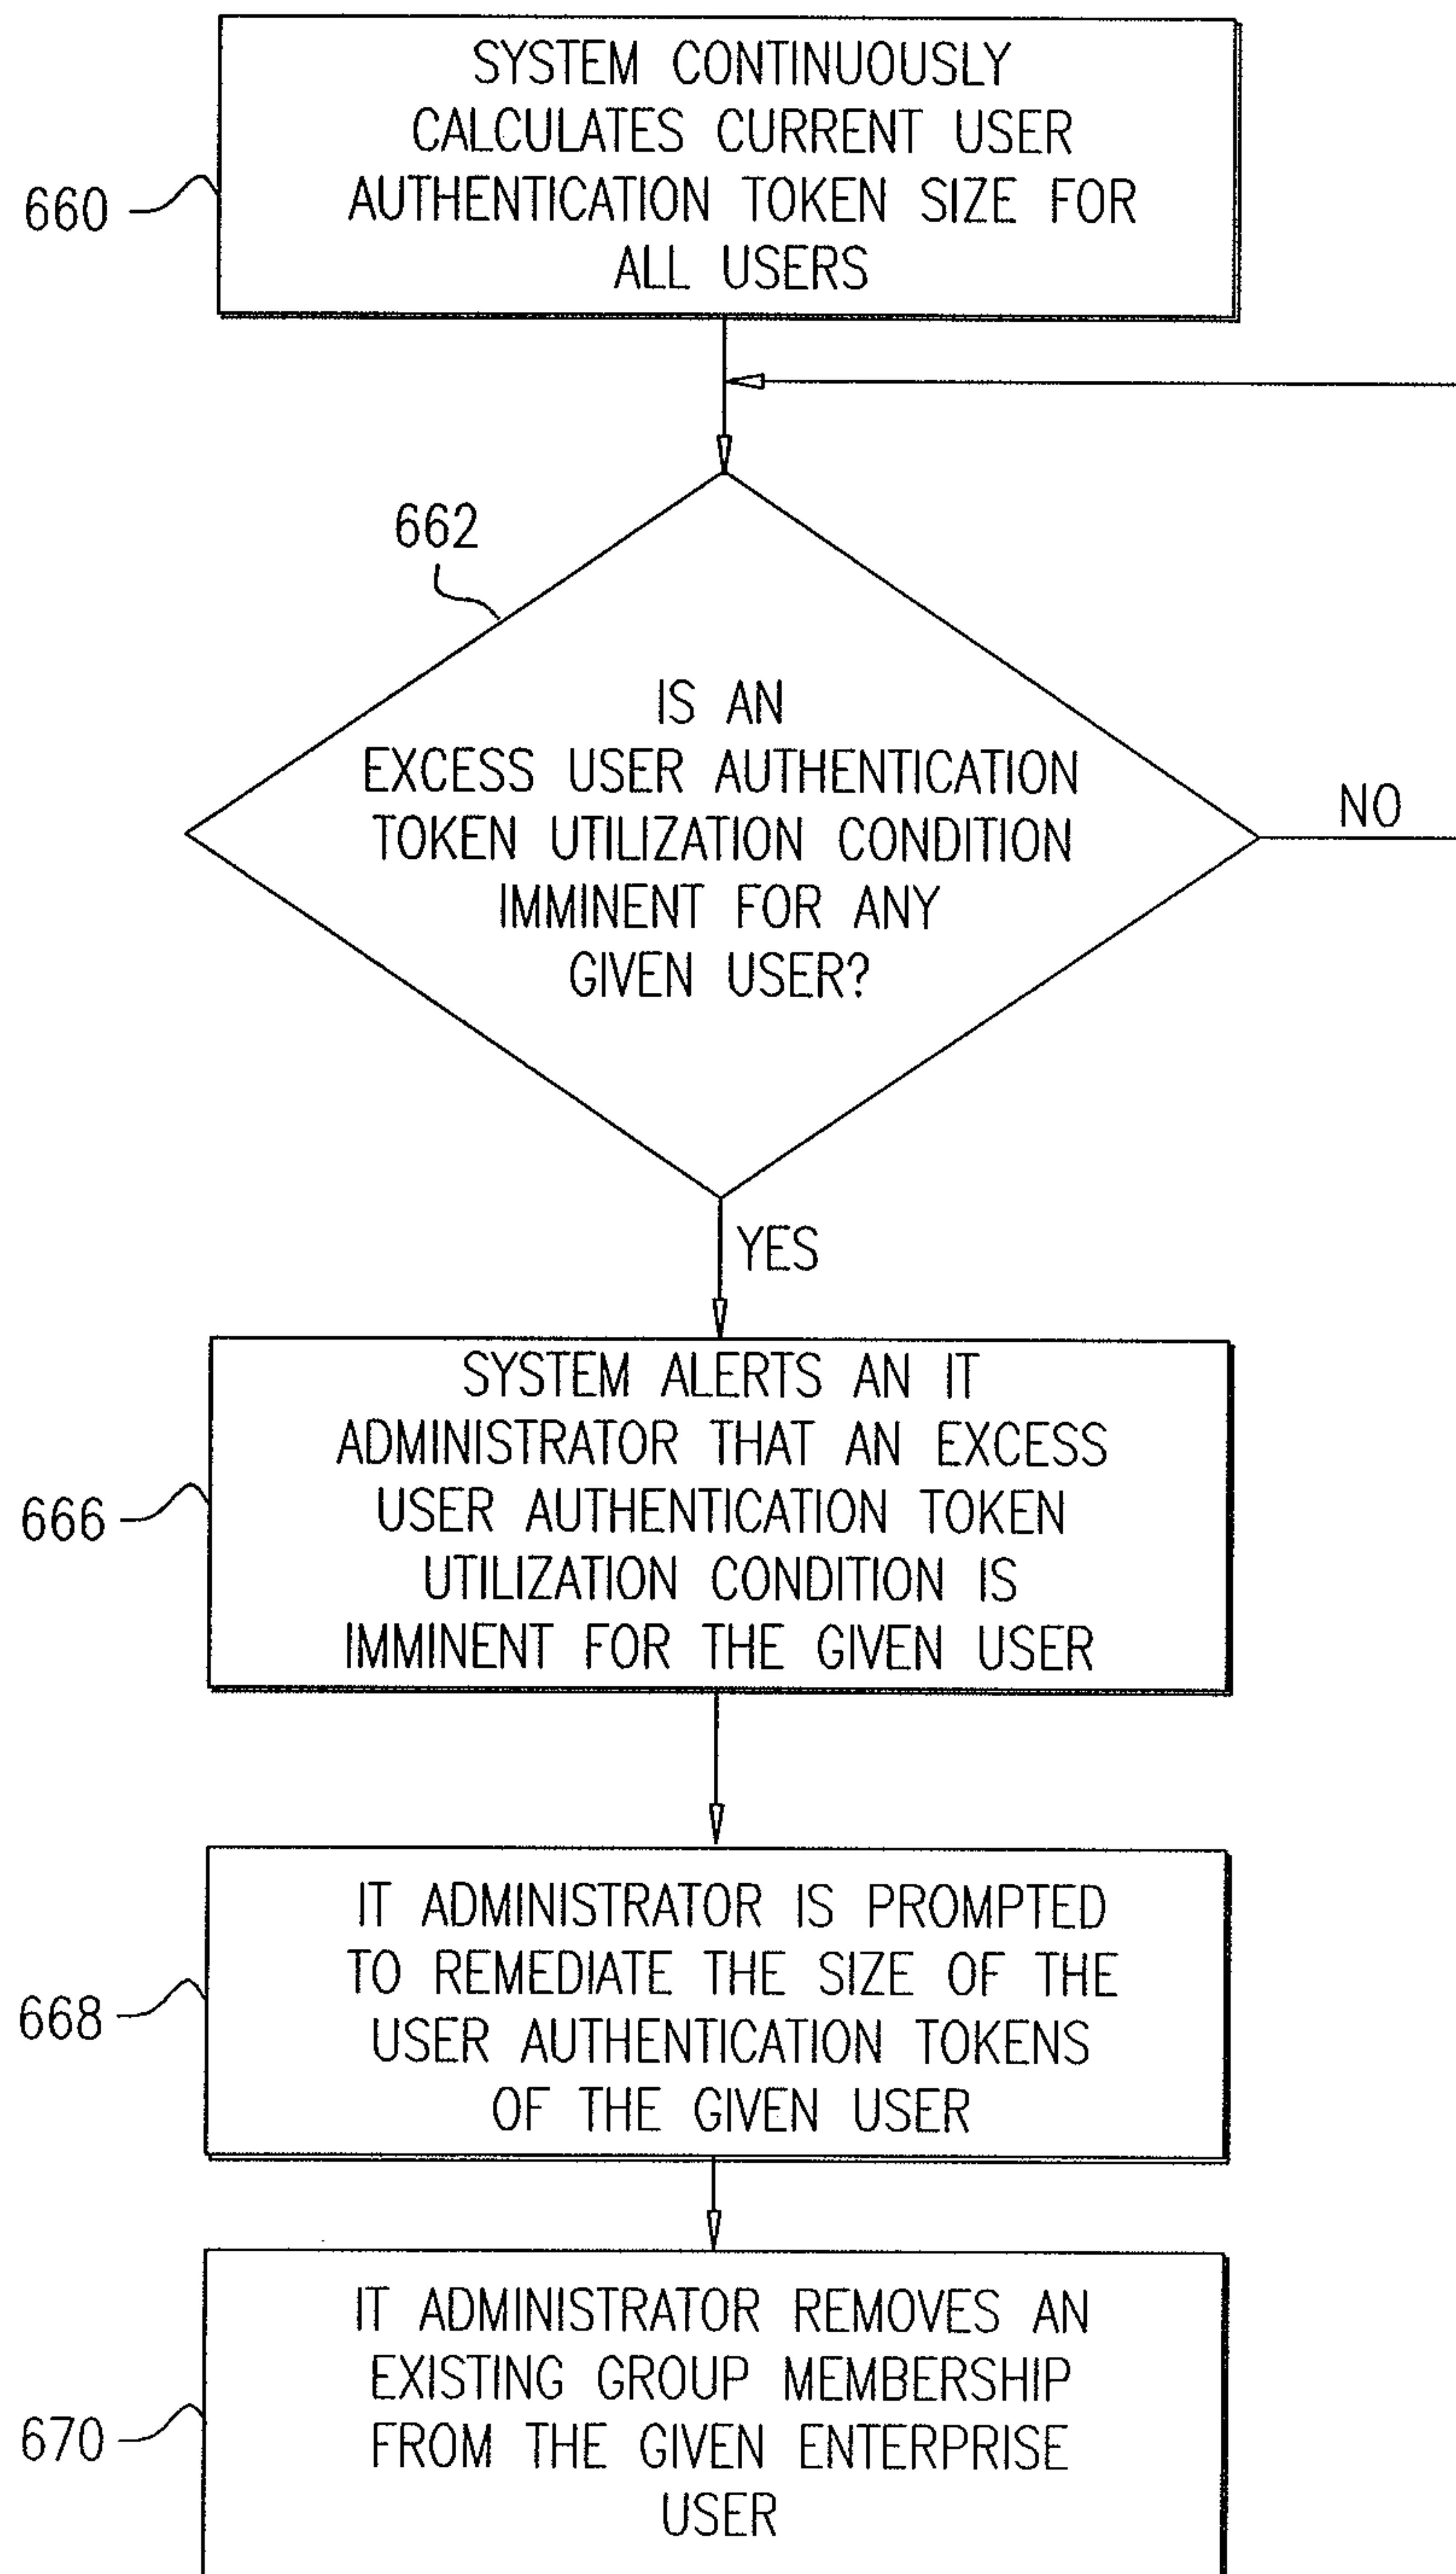 SYSTEM CONTINUOUSLY
CALCULATES CURRENT USER
AUTHENTICATION TOKEN SIZE FOR
ALL USERS
660
662
IS AN
EXCESS USER AUTHENTICATION
TOKEN UTILIZATION CONDITION
IMMINENT FOR ANY
GIVEN USER?
NO
YES
SYSTEM ALERTS AN IT
ADMINISTRATOR THAT AN EXCESS
USER AUTHENTICATION TOKEN
UTILIZATION CONDITION IS
IMMINENT FOR THE GIVEN USER
666
IT ADMINISTRATOR IS PROMPTED
TO REMEDIATE THE SIZE OF THE
USER AUTHENTICATION TOKENS
OF THE GIVEN USER
668
IT ADMINISTRATOR REMOVES AN
EXISTING GROUP MEMBERSHIP
FROM THE GIVEN ENTERPRISE
USER
670